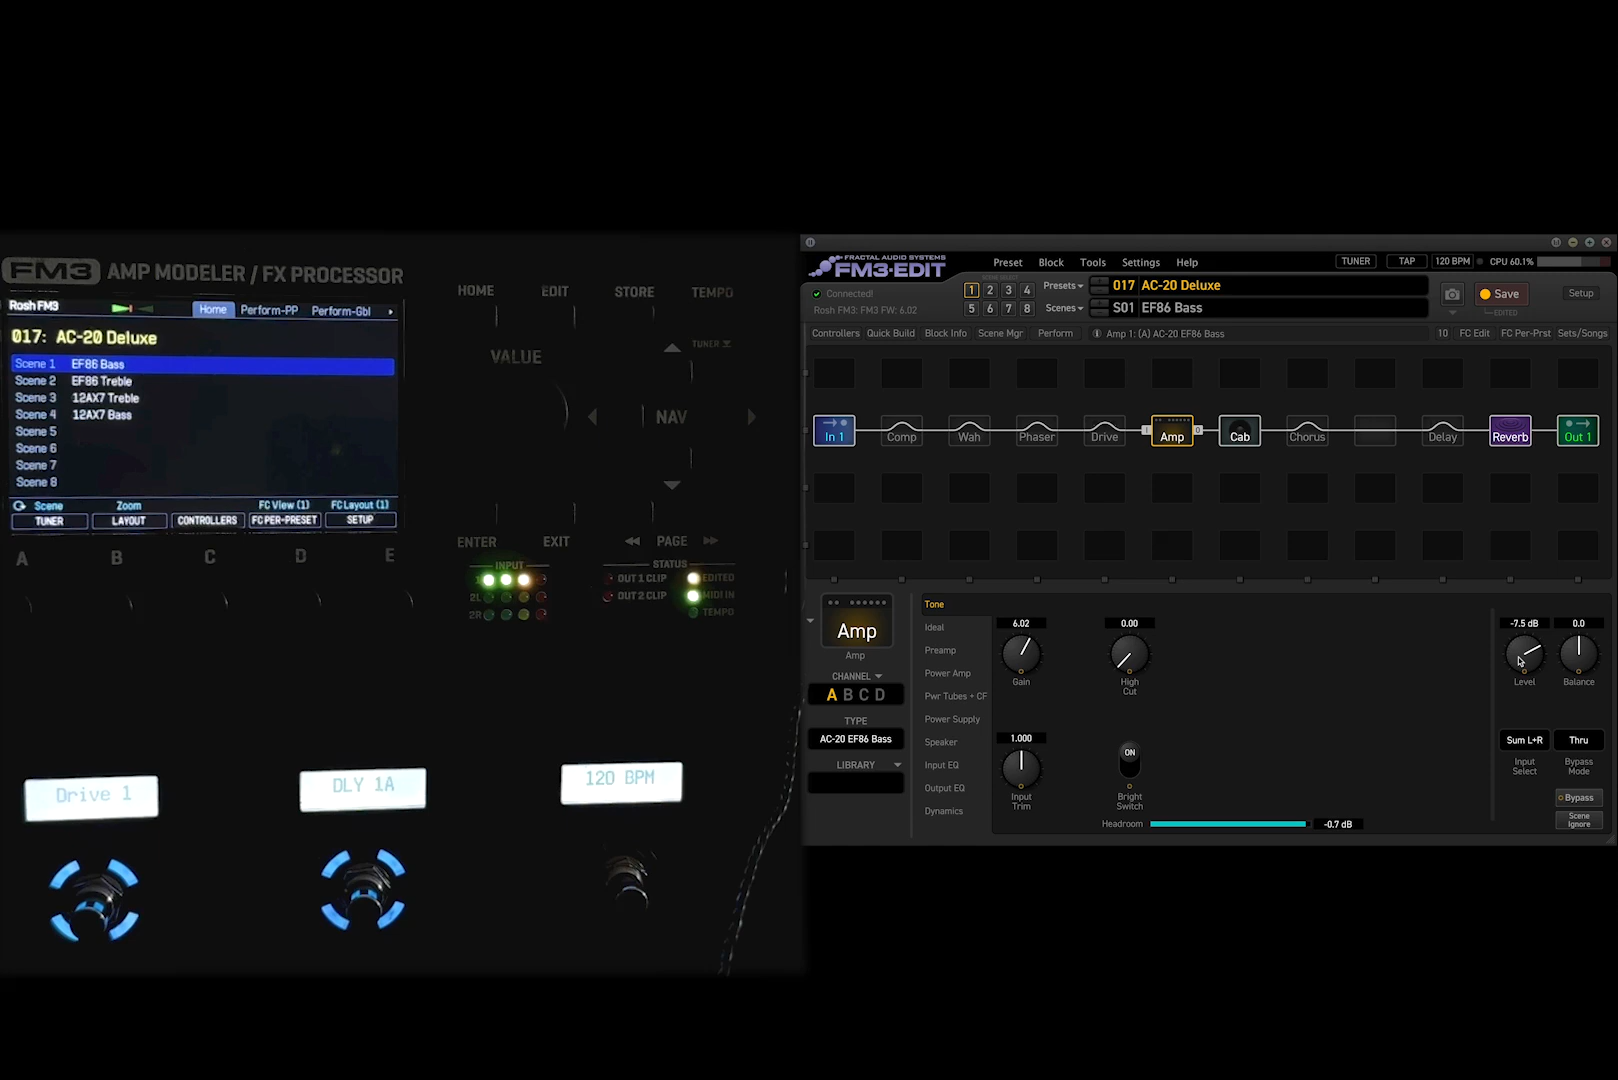 FM3 AMP MODELER / FX PROCESSOR
Rosh FM3
Home
Perform-PP
Perform-Gbl
017: AC-20 Deluxe
Scene 1 EF86 Bass
Scene 2 EF86 Treble
Scene 3 12AX7 Treble
Scene 4 12AX7 Bass
Scene 5
Scene 6
Scene 7
Scene 8
Scene
Zoom
FC View (1)
FC Layout (1)
TUNER
LAYOUT
CONTROLLERS
FC PER-PRESET
SETUP
A B C D E
HOME
EDIT
STORE
TEMPO
VALUE
TUNER
NAV
ENTER
EXIT
PAGE
INPUT
1
2L
2R
STATUS
OUT 1 CLIP
EDITED
OUT 2 CLIP
MIDI IN
TEMPO
Drive 1
DLY 1A
120 BPM
FRACTAL AUDIO SYSTEMS
FM3-EDIT
Preset
Block
Tools
Settings
Help
TUNER
TAP
120 BPM
CPU 60.1%
Connected!
Rosh FM3: FM3 FW: 6.02
SCENE SELECT
1 2 3 4
5 6 7 8
Presets
017 AC-20 Deluxe
Scenes
S01 EF86 Bass
Save
EDITED
Setup
Controllers
Quick Build
Block Info
Scene Mgr
Perform
Amp 1: (A) AC-20 EF86 Bass
10
FC Edit
FC Per-Prst
Sets/Songs
In 1
Comp
Wah
Phaser
Drive
I
Amp
O
Cab
Chorus
Delay
Reverb
Out 1
Amp
Amp
CHANNEL
A B C D
TYPE
AC-20 EF86 Bass
LIBRARY
Tone
Ideal
Preamp
Power Amp
Pwr Tubes + CF
Power Supply
Speaker
Input EQ
Output EQ
Dynamics
6.02
Gain
0.00
High
Cut
1.000
Input
Trim
ON
Bright
Switch
Headroom
-0.7 dB
-7.5 dB
Level
0.0
Balance
Sum L+R
Input
Select
Thru
Bypass
Mode
Bypass
Scene
Ignore